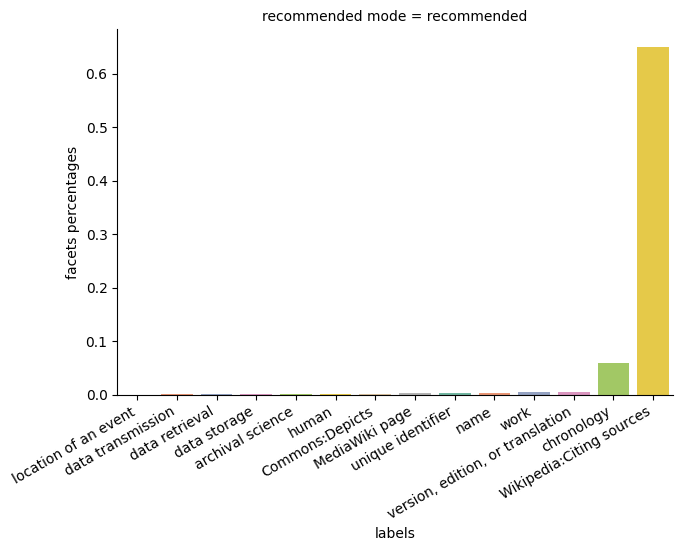 recommended mode = recommended
facets percentages
0.6
0.5
0.4
0.3
0.2
0.1
0.0
location of an event
data transmission
data retrieval
data storage
archival science
human
Commons:Depicts
MediaWiki page
unique identifier
name
work
version, edition, or translation
chronology
Wikipedia:Citing sources
labels